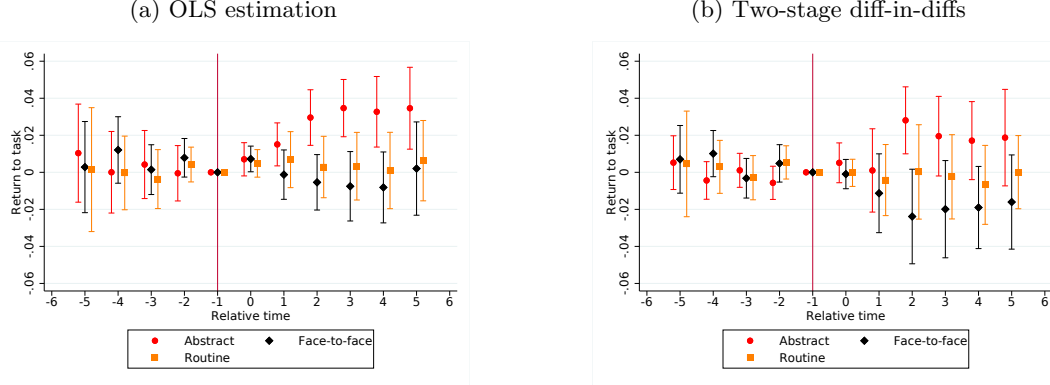 (a) OLS estimation
.06
.04
.02
0
-.02
-.04
-.06
Return to task
-6 -5 -4 -3 -2 -1 0 1 2 3 4 5 6
Relative time
Abstract Face-to-face
Routine
(b) Two-stage diff-in-diffs
.06
.04
.02
0
-.02
-.04
-.06
Return to task
-6 -5 -4 -3 -2 -1 0 1 2 3 4 5 6
Relative time
Abstract Face-to-face
Routine